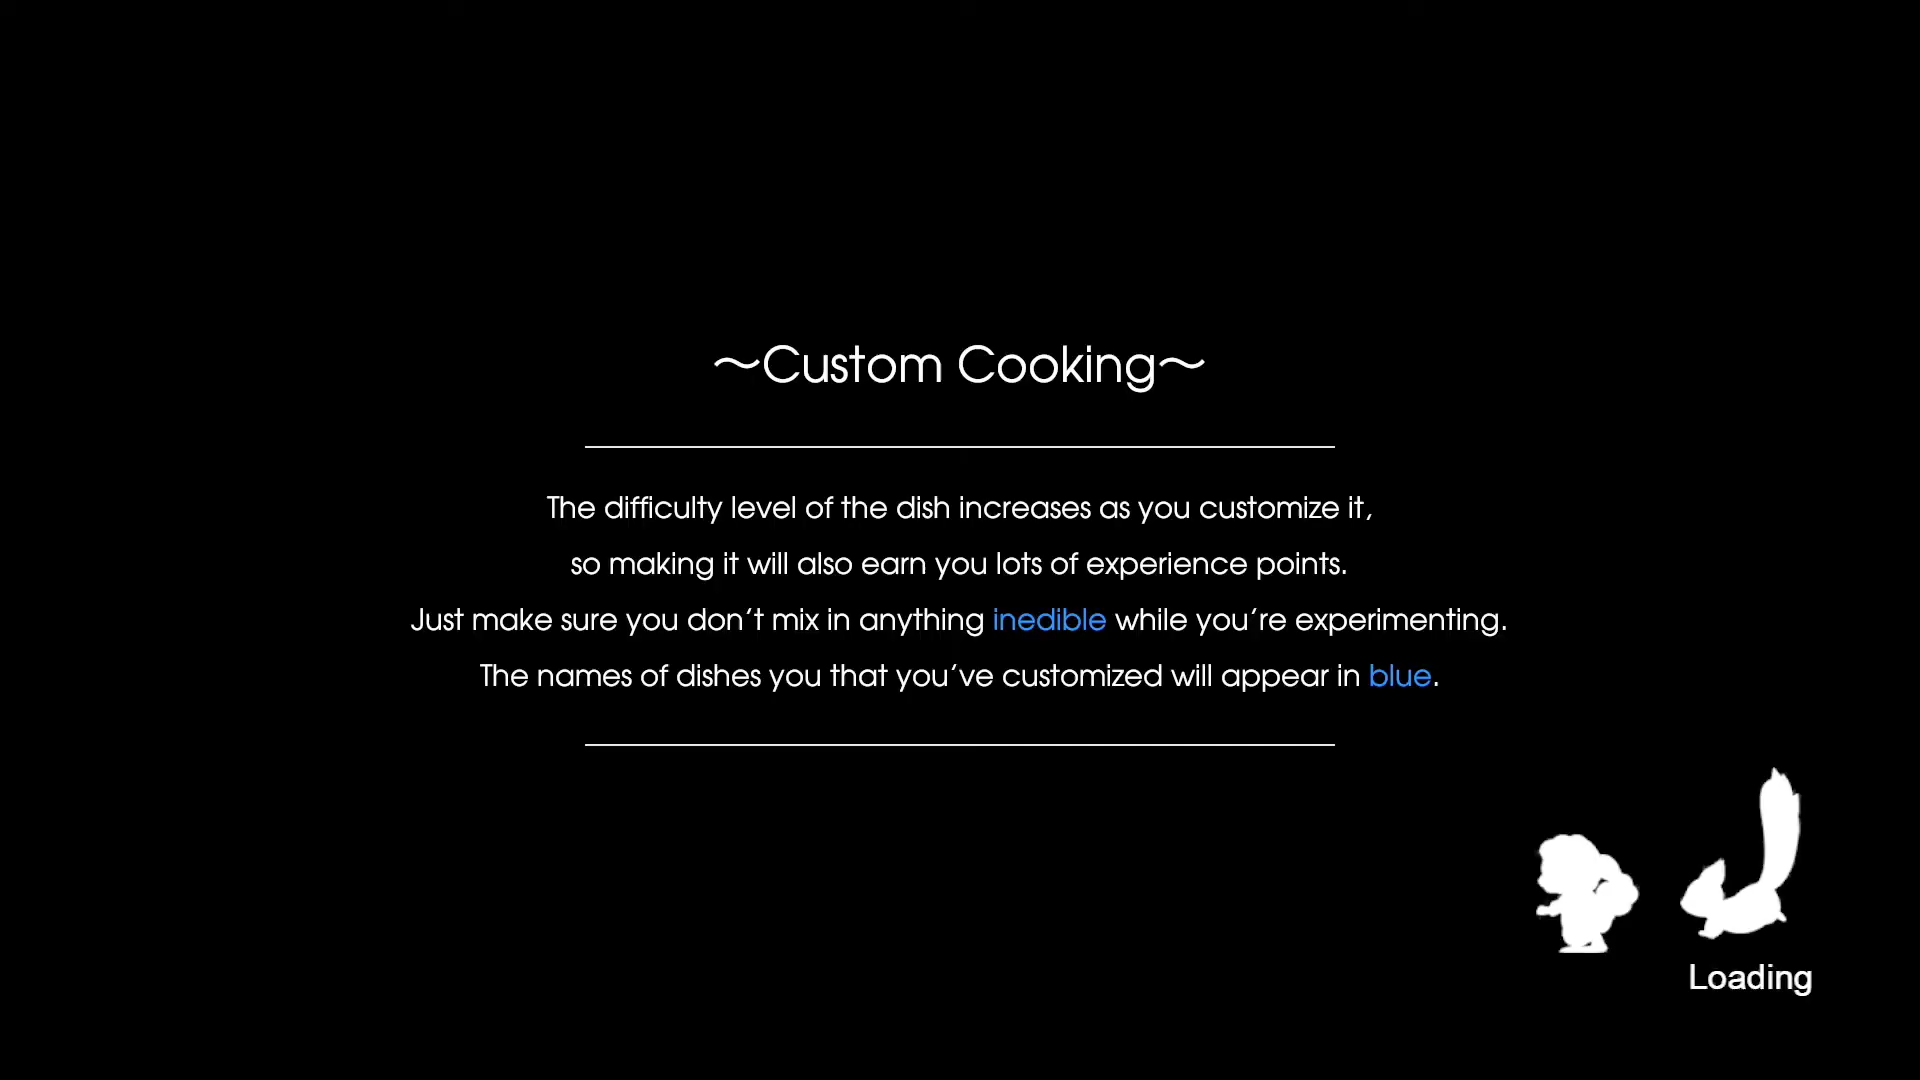 ～Custom Cooking～
The difficulty level of the dish increases as you customize it,
so making it will also earn you lots of experience points.
Just make sure you don’t mix in anything inedible while you’re experimenting.
The names of dishes you that you’ve customized will appear in blue.
Loading